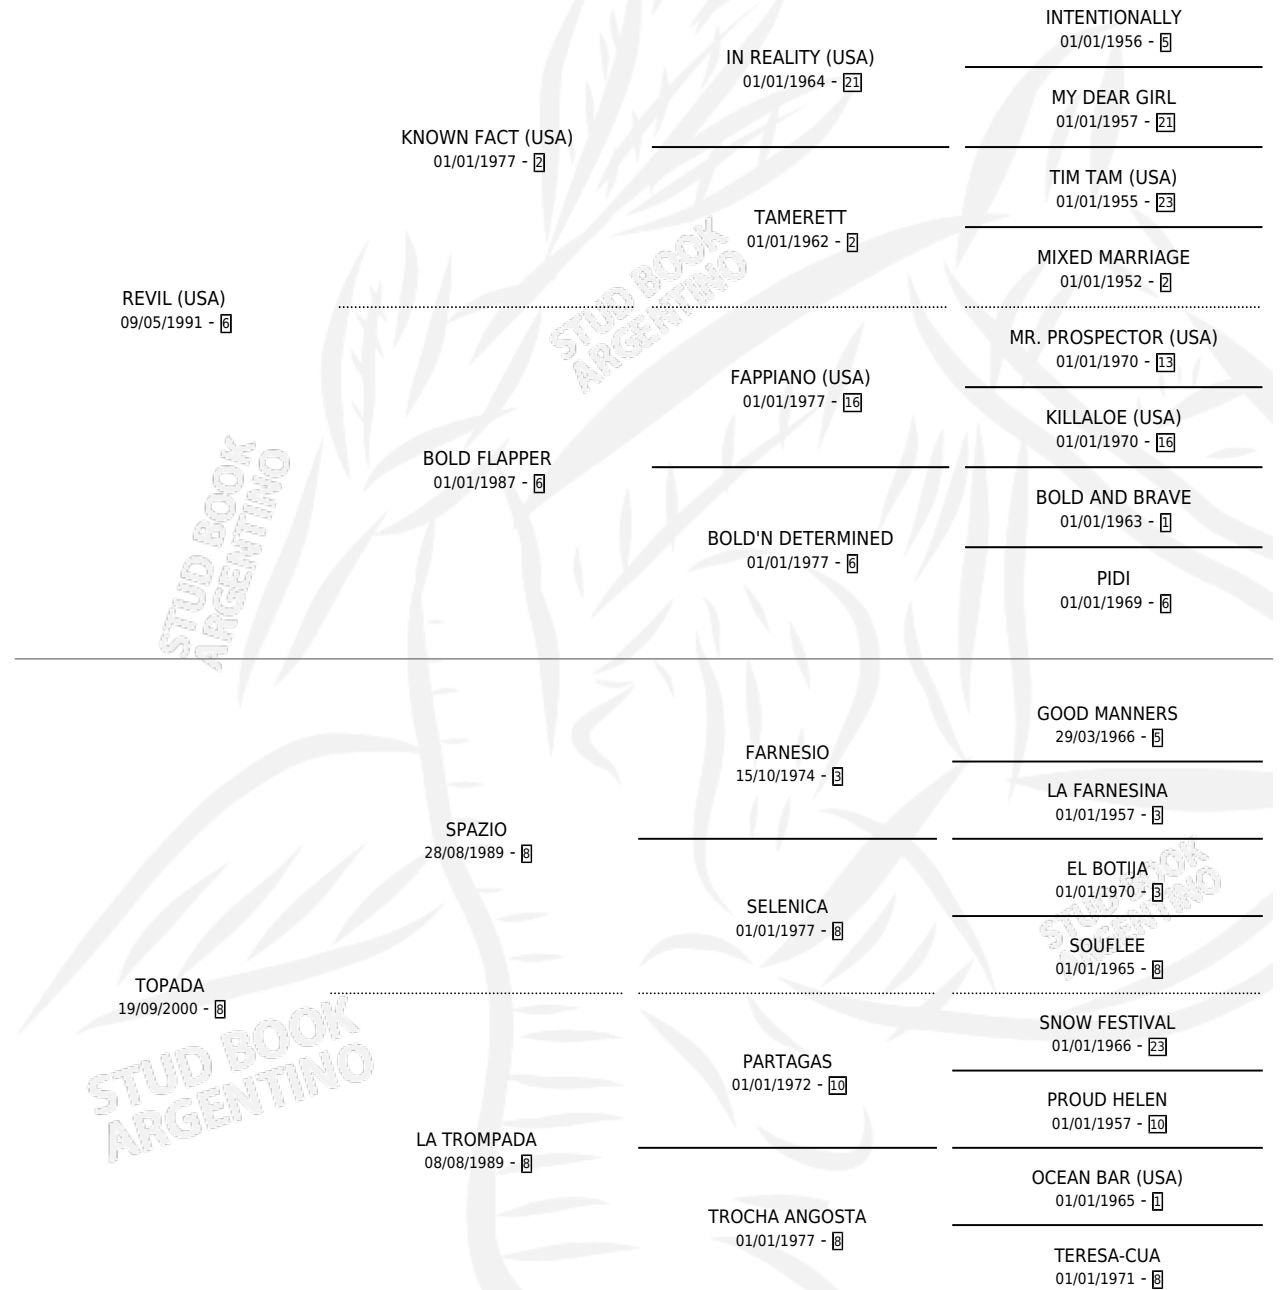 INTENTIONALLY
01/01/1956 - 5
IN REALITY (USA)
01/01/1964 - 21
MY DEAR GIRL
01/01/1957 - 21
KNOWN FACT (USA)
01/01/1977 - 2
TIM TAM (USA)
01/01/1955 - 23
TAMERETT
01/01/1962 - 2
MIXED MARRIAGE
01/01/1952 - 2
REVIL (USA)
09/05/1991 - 6
MR. PROSPECTOR (USA)
01/01/1970 - 13
FAPPIANO (USA)
01/01/1977 - 16
KILLALOE (USA)
01/01/1970 - 16
BOLD FLAPPER
01/01/1987 - 6
BOLD AND BRAVE
01/01/1963 - 1
BOLD'N DETERMINED
01/01/1977 - 6
PIDI
01/01/1969 - 6
GOOD MANNERS
29/03/1966 - 5
FARNESIO
15/10/1974 - 3
LA FARNESINA
01/01/1957 - 3
SPAZIO
28/08/1989 - 8
EL BOTIJA
01/01/1970 - 3
SELENICA
01/01/1977 - 8
SOUFLEE
01/01/1965 - 8
TOPADA
19/09/2000 - 8
SNOW FESTIVAL
01/01/1966 - 23
PARTAGAS
01/01/1972 - 10
PROUD HELEN
01/01/1957 - 10
LA TROMPADA
08/08/1989 - 8
OCEAN BAR (USA)
01/01/1965 - 1
TROCHA ANGOSTA
01/01/1977 - 8
TERESA-CUA
01/01/1971 - 8
STUD BOOK
ARGENTINO
STUD BOOK
ARGENTINO
STUD BOOK
ARGENTINO
STUD BOOK
ARGENTINO